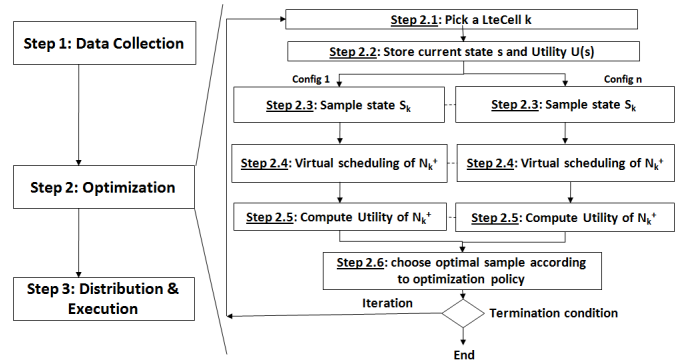 Step 1: Data Collection
Step 2: Optimization
Step 3: Distribution &
Execution
Step 2.1: Pick a LteCell k
Step 2.2: Store current state s and Utility U(s)
Config 1
Config n
Step 2.3: Sample state Sk
Step 2.3: Sample state Sk
Step 2.4: Virtual scheduling of Nk+
Step 2.4: Virtual scheduling of Nk+
Step 2.5: Compute Utility of Nk+
Step 2.5: Compute Utility of Nk+
Step 2.6: choose optimal sample according
to optimization policy
Iteration
Termination condition
End